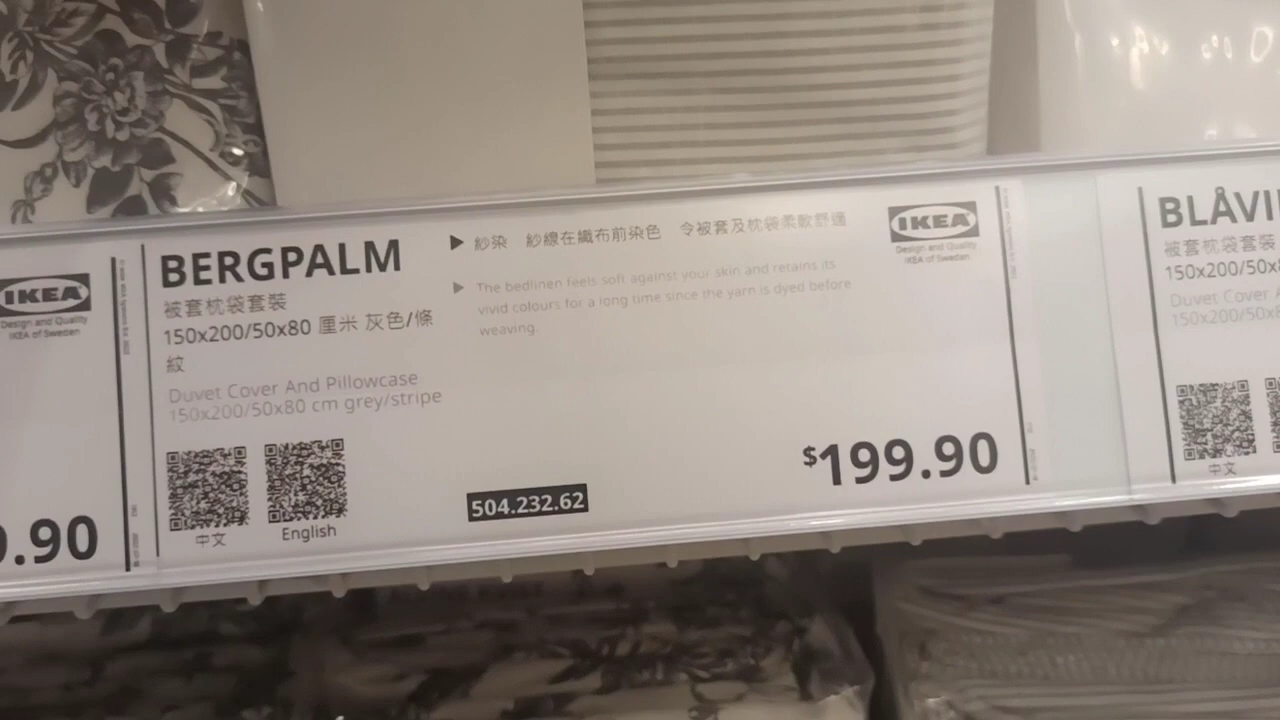 IKEA
Design and Quality
IKEA of Sweden
9.90
BERGPALM
被套枕袋套裝
150x200/50x80 厘米 灰色/條
紋
Duvet Cover And Pillowcase
150x200/50x80 cm grey/stripe
中文
English
▶ 紗染 紗線在織布前染色 令被套及枕袋柔軟舒適
▶ The bedlinen feels soft against your skin and retains its
vivid colours for a long time since the yarn is dyed before
weaving.
504.232.62
IKEA
Design and Quality
IKEA of Sweden
$199.90
BLÅVI
被套枕袋套裝
150x200/50x8
Duvet Cover
150x200/50x8
中文